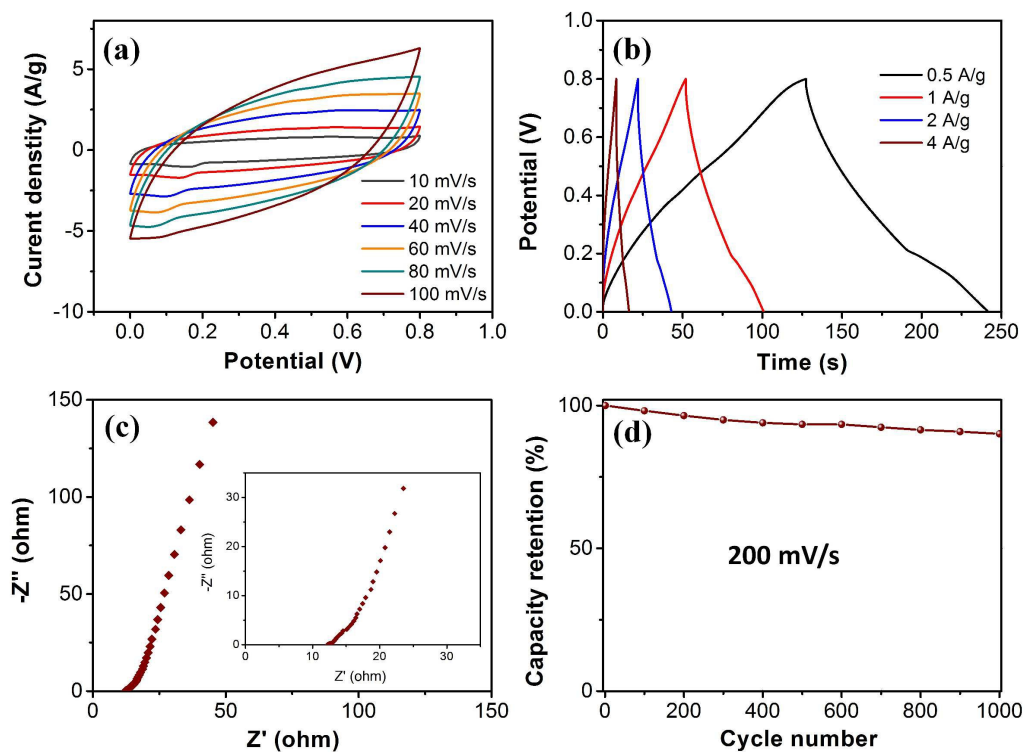 (a)
Curent denstity (A/g)
5
0
-5
-10
0.0 0.2 0.4 0.6 0.8 1.0
Potential (V)
10 mV/s
20 mV/s
40 mV/s
60 mV/s
80 mV/s
100 mV/s
(b)
Potential (V)
1.0
0.8
0.6
0.4
0.2
0.0
0 50 100 150 200 250
Time (s)
0.5 A/g
1 A/g
2 A/g
4 A/g
(c)
-Z'' (ohm)
150
100
50
0
0 50 100 150
Z' (ohm)
-Z'' (ohm)
30
20
10
0
0 10 20 30
Z' (ohm)
(d)
Capacity retention (%)
100
50
0
0 200 400 600 800 1000
Cycle number
200 mV/s